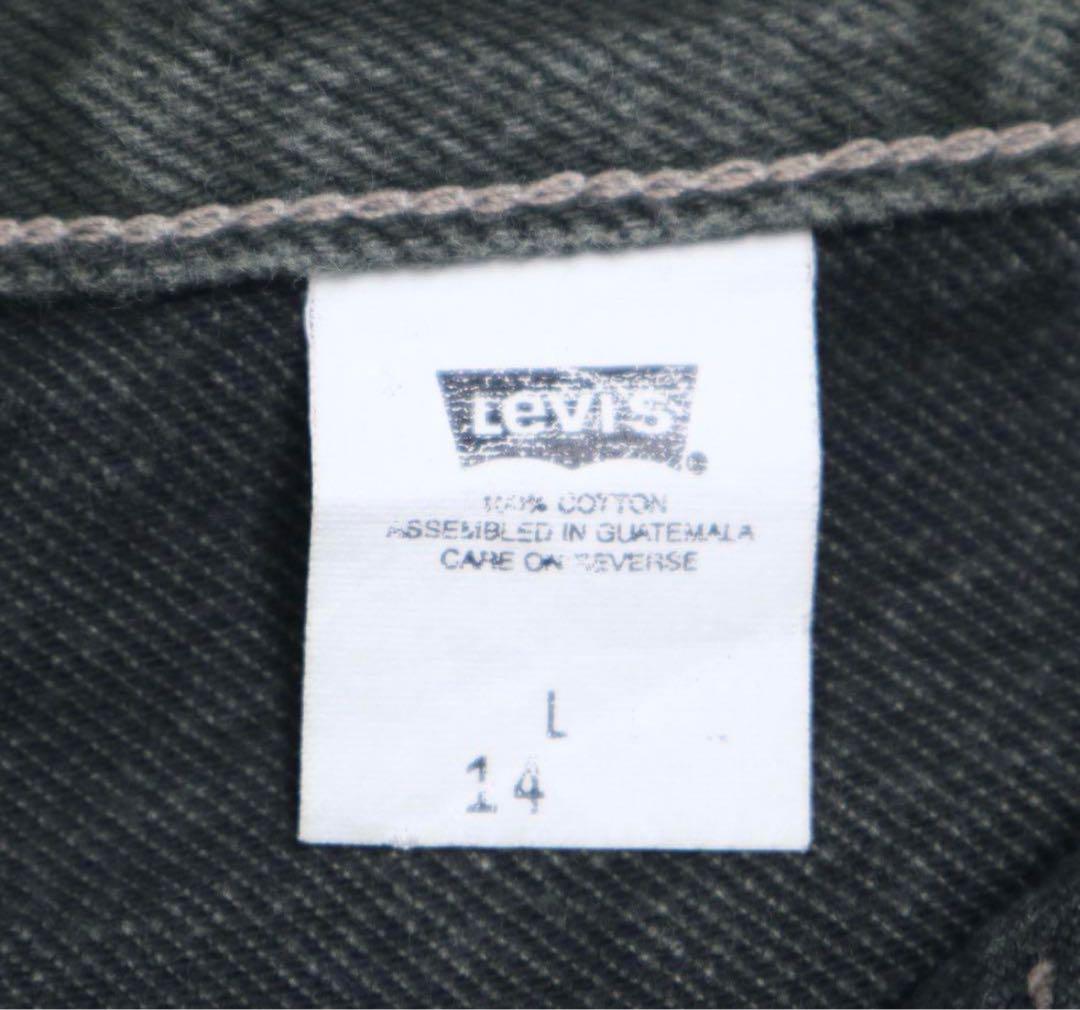 Levi's
100% COTTON
ASSEMBLED IN GUATEMALA
CARE ON REVERSE
L
14